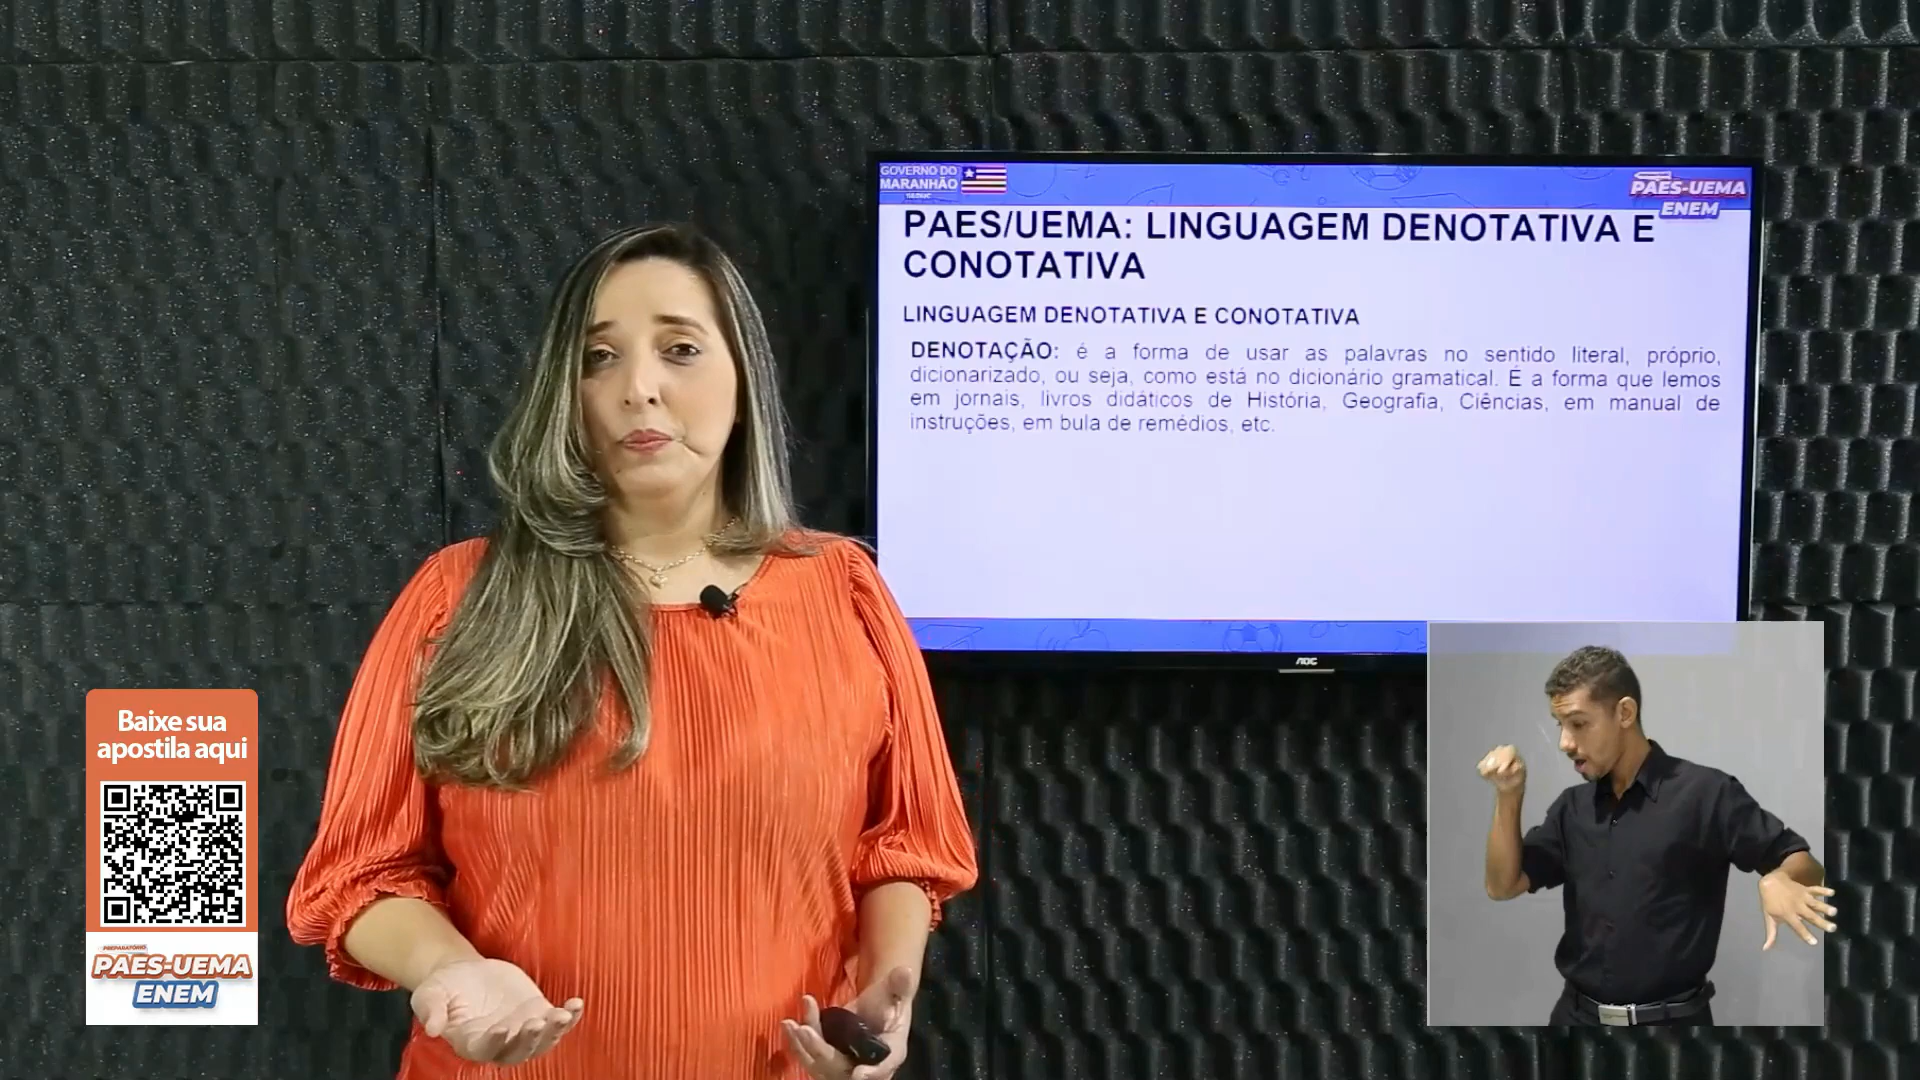 GOVERNO DO
MARANHÃO
PAES-UEMA
ENEM
PAES/UEMA: LINGUAGEM DENOTATIVA E
CONOTATIVA
LINGUAGEM DENOTATIVA E CONOTATIVA
DENOTAÇÃO: é a forma de usar as palavras no sentido literal, próprio,
dicionarizado, ou seja, como está no dicionário gramatical. É a forma que lemos
em jornais, livros didáticos de História, Geografia, Ciências, em manual de
instruções, em bula de remédios, etc.
AOC
Baixe sua
apostila aqui
PREPARATÓRIO
PAES-UEMA
ENEM